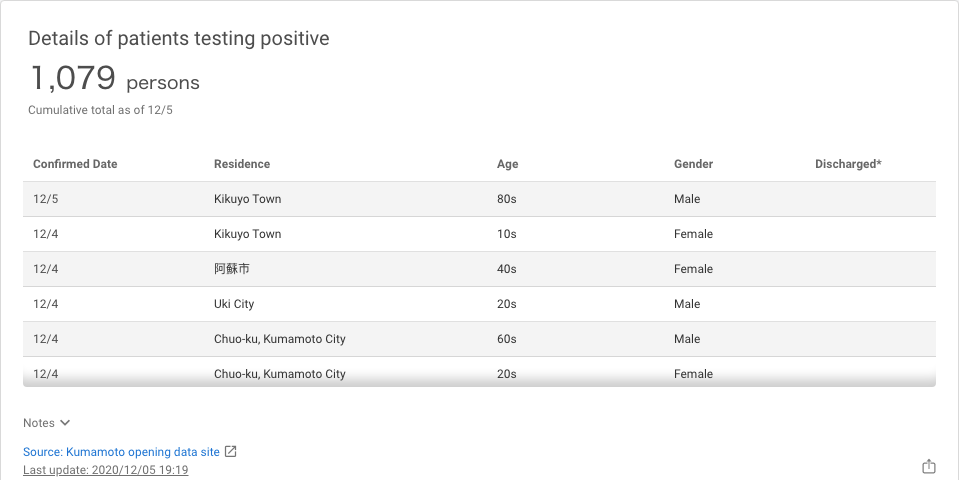 Details of patients testing positive
1,079 persons
Cumulative total as of 12/5
Confirmed Date Residence Age Gender Discharged*
12/5 Kikuyo Town 80s Male
12/4 Kikuyo Town 10s Female
12/4 阿蘇市 40s Female
12/4 Uki City 20s Male
12/4 Chuo-ku, Kumamoto City 60s Male
12/4 Chuo-ku, Kumamoto City 20s Female
Notes
Source: Kumamoto opening data site
Last update: 2020/12/05 19:19